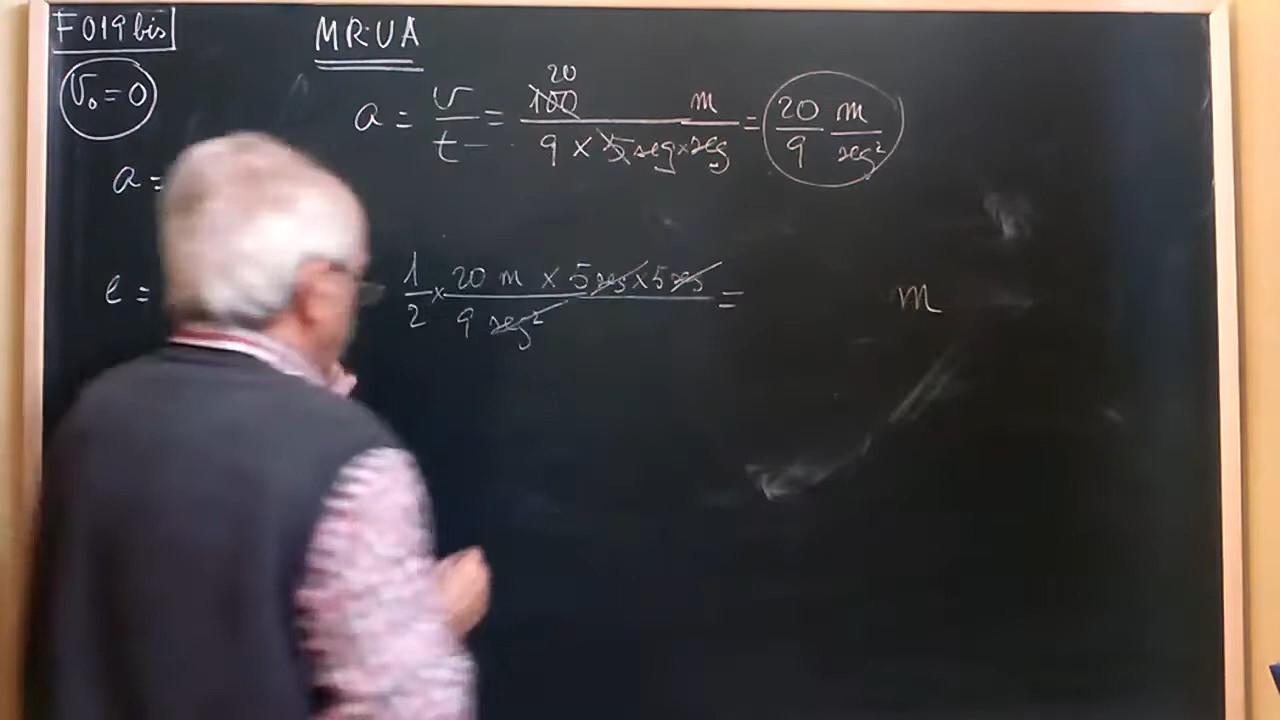 F019bis
MRUA
V₀ = 0
20
a = v/t = 100 m / 9 × 5 seg × seg = 20/9 m/seg²
a =
e = 1/2 × 20 m × 5 seg × 5 seg / 9 seg² = m